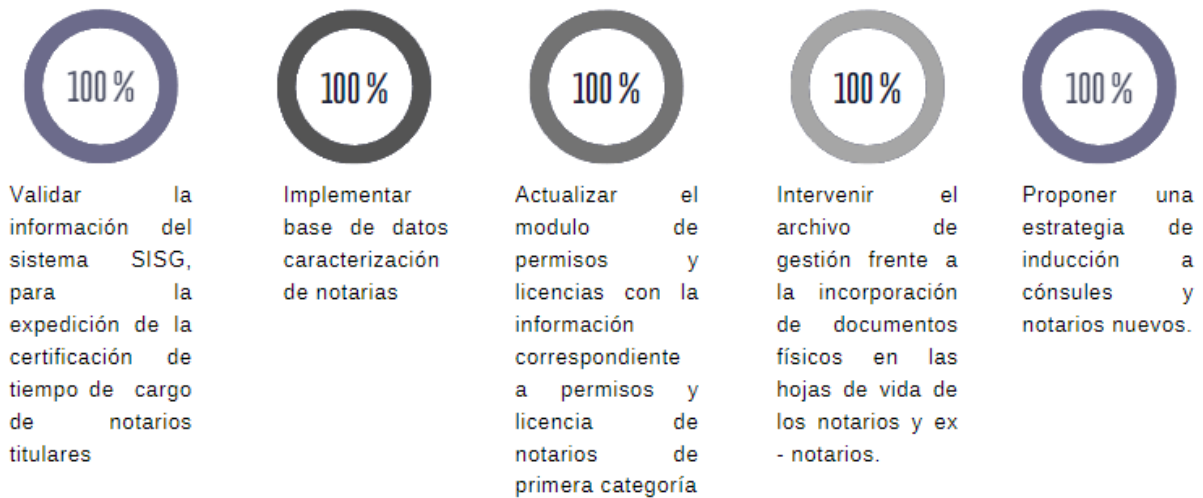 100 %
Validar la
información del
sistema SISG,
para la
expedición de la
certificación de
tiempo de cargo
de notarios
titulares
100 %
Implementar
base de datos
caracterización
de notarias
100 %
Actualizar el
modulo de
permisos y
licencias con la
información
correspondiente
a permisos y
licencia de
notarios de
primera categoría
100 %
Intervenir el
archivo de
gestión frente a
la incorporación
de documentos
físicos en las
hojas de vida de
los notarios y ex
- notarios.
100 %
Proponer una
estrategia de
inducción a
cónsules y
notarios nuevos.